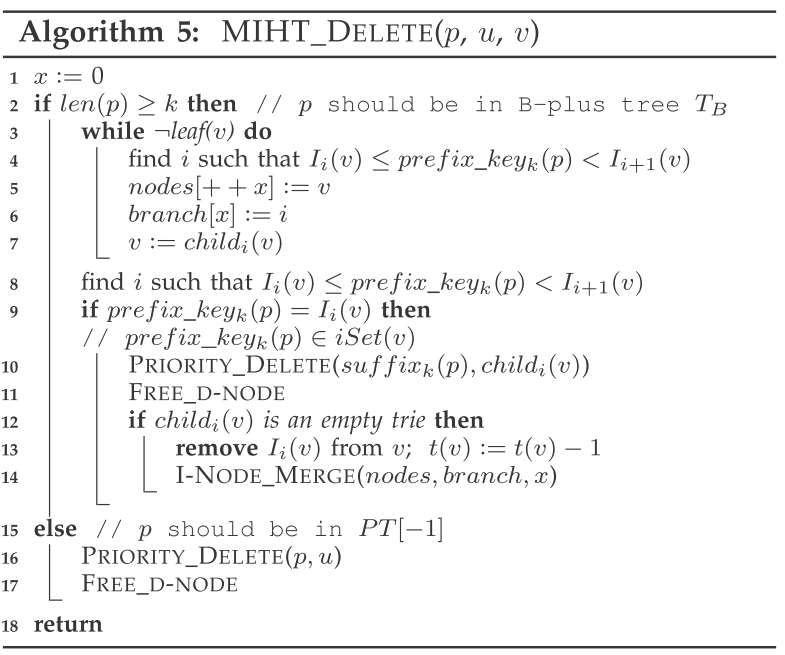 Algorithm 5: MIHT_DELETE(p, u, v)
1 x := 0
2 if len(p) ≥ k then // p should be in B-plus tree T_B
3 while ¬leaf(v) do
4 find i such that I_i(v) ≤ prefix_key_k(p) < I_{i+1}(v)
5 nodes[+ + x] := v
6 branch[x] := i
7 v := child_i(v)
8 find i such that I_i(v) ≤ prefix_key_k(p) < I_{i+1}(v)
9 if prefix_key_k(p) = I_i(v) then
// prefix_key_k(p) ∈ iSet(v)
10 PRIORITY_DELETE(suffix_k(p), child_i(v))
11 FREE_D-NODE
12 if child_i(v) is an empty trie then
13 remove I_i(v) from v; t(v) := t(v) − 1
14 I-NODE_MERGE(nodes, branch, x)
15 else // p should be in PT[−1]
16 PRIORITY_DELETE(p, u)
17 FREE_D-NODE
18 return